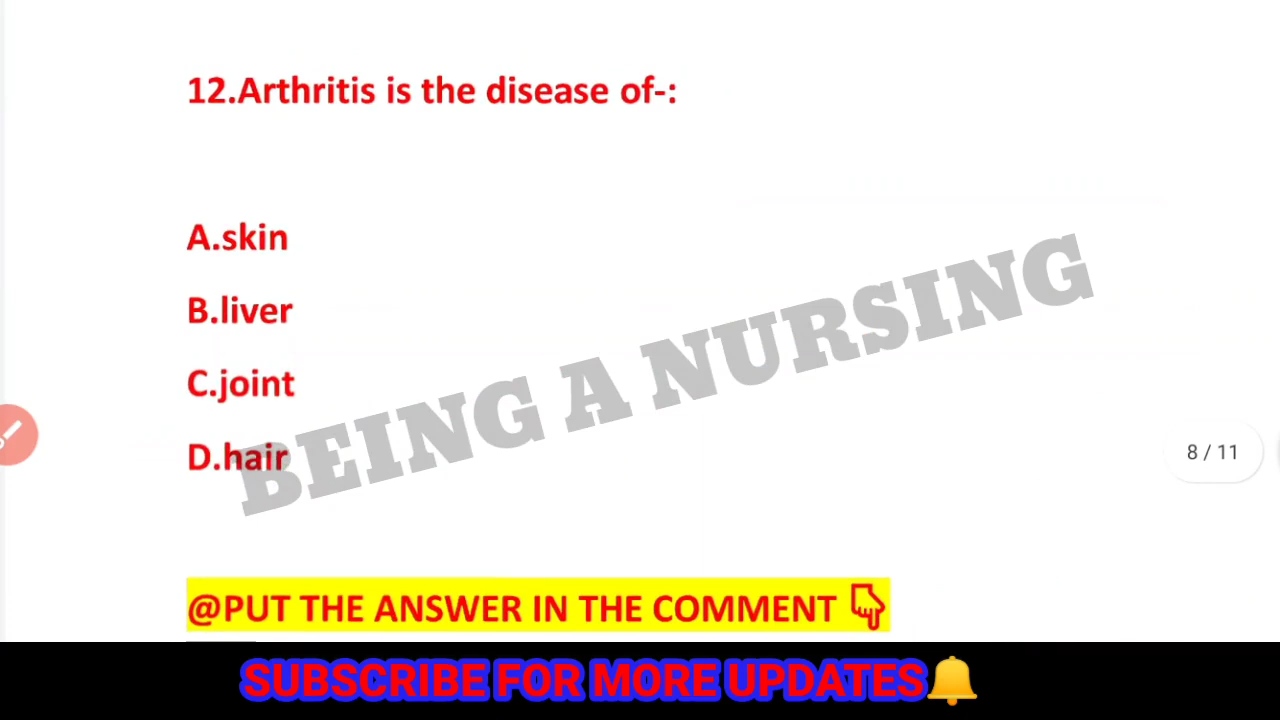 12.Arthritis is the disease of-:
A.skin
B.liver
C.joint
D.hair
BEING A NURSING
8 / 11
@PUT THE ANSWER IN THE COMMENT 👇
SUBSCRIBE FOR MORE UPDATES🔔